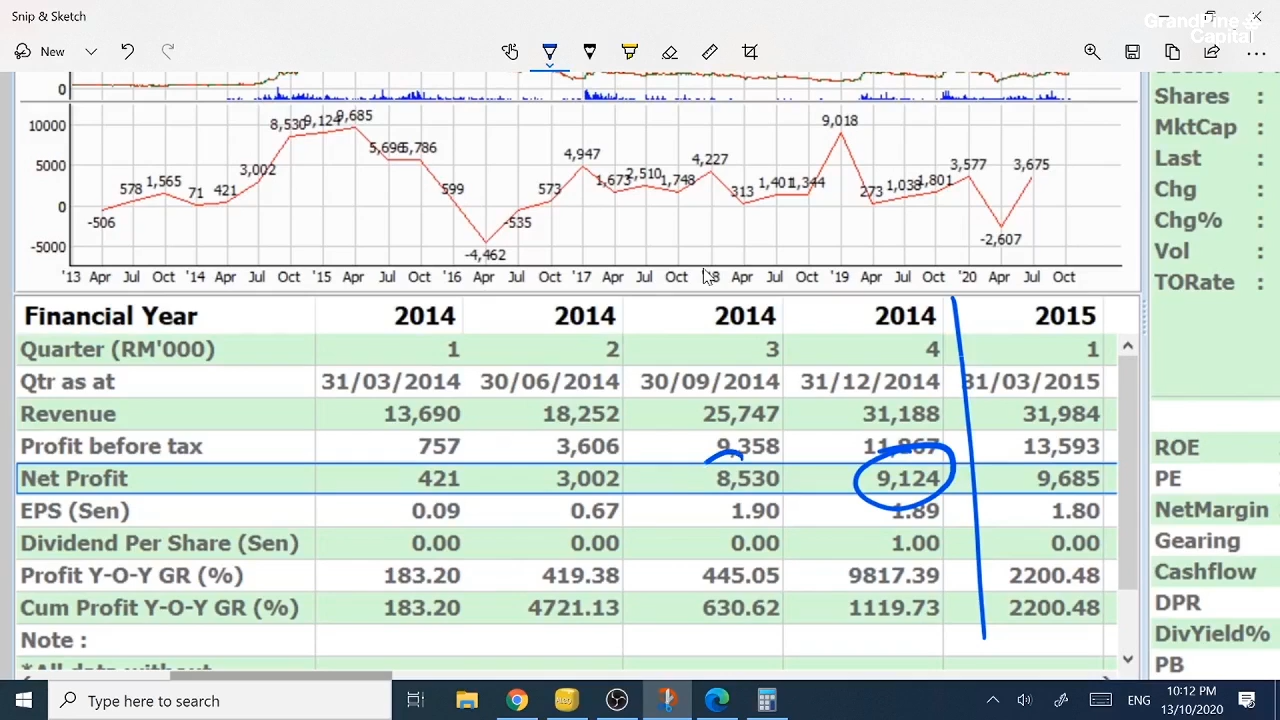 Snip & Sketch
GrandPine
Capital
New
0
10000
5000
0
-5000
-506
578
1,565
71
421
3,002
8,530
9,124
9,685
5,696
5,786
599
-4,462
-535
573
4,947
1,673
2,510
1,748
4,227
313
1,401
1,344
9,018
273
1,038
1,801
3,577
-2,607
3,675
'13 Apr Jul Oct '14 Apr Jul Oct '15 Apr Jul Oct '16 Apr Jul Oct '17 Apr Jul Oct '18 Apr Jul Oct '19 Apr Jul Oct '20 Apr Jul Oct
Shares :
MktCap :
Last :
Chg :
Chg% :
Vol :
TORate :
Financial Year 2014 2014 2014 2014 2015
Quarter (RM'000) 1 2 3 4 1
Qtr as at 31/03/2014 30/06/2014 30/09/2014 31/12/2014 31/03/2015
Revenue 13,690 18,252 25,747 31,188 31,984
Profit before tax 757 3,606 9,358 11,867 13,593
Net Profit 421 3,002 8,530 9,124 9,685
EPS (Sen) 0.09 0.67 1.90 1.89 1.80
Dividend Per Share (Sen) 0.00 0.00 0.00 1.00 0.00
Profit Y-O-Y GR (%) 183.20 419.38 445.05 9817.39 2200.48
Cum Profit Y-O-Y GR (%) 183.20 4721.13 630.62 1119.73 2200.48
Note :
*All data without
ROE
PE
NetMargin
Gearing
Cashflow
DPR
DivYield%
PB
Type here to search
ENG
10:12 PM
13/10/2020